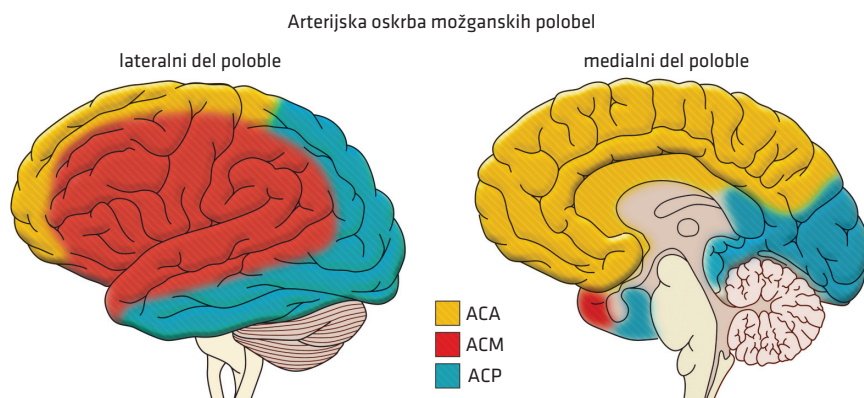 Arterijska oskrba možganskih polobel
lateralni del poloble
medialni del poloble
ACA
ACM
ACP